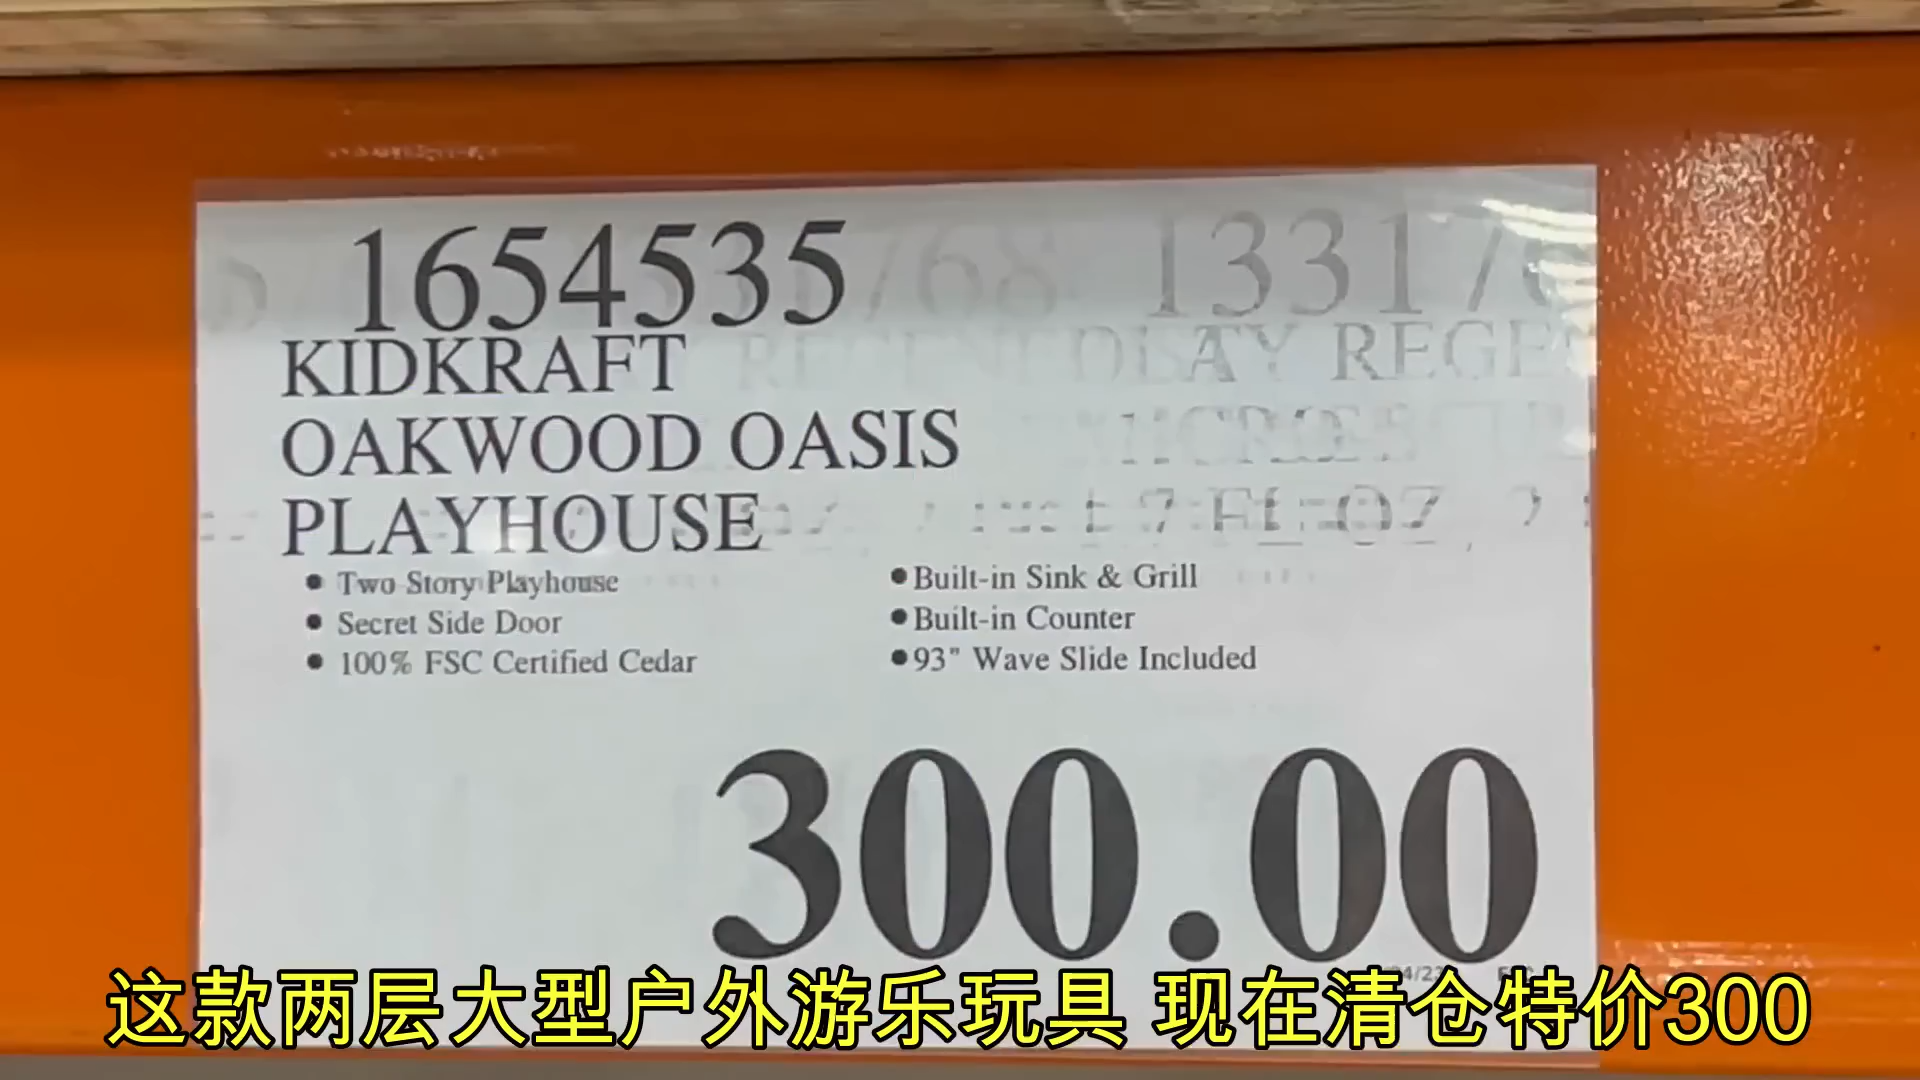 1654535
KIDKRAFT
OAKWOOD OASIS
PLAYHOUSE
• Two Story Playhouse
• Secret Side Door
• 100% FSC Certified Cedar
• Built-in Sink & Grill
• Built-in Counter
• 93" Wave Slide Included
300.00
这款两层大型户外游乐玩具 现在清仓特价300